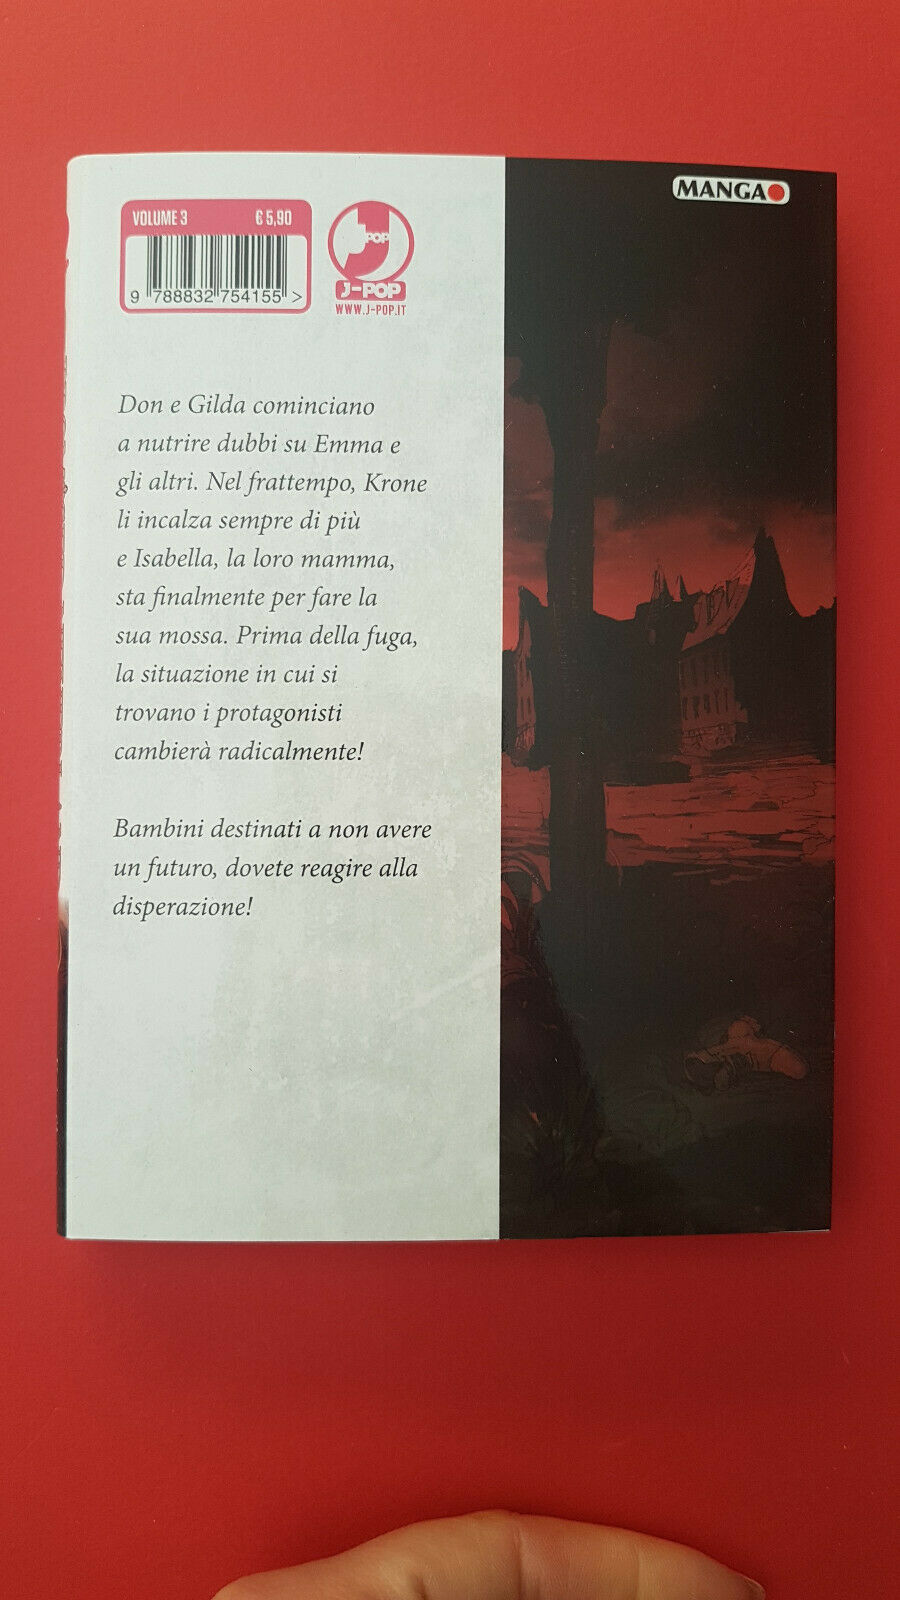 VOLUME 3 € 5,90
9 788832 754155 >
J-POP
POP
J-POP
WWW.J-POP.IT
MANGA
Don e Gilda cominciano
a nutrire dubbi su Emma e
gli altri. Nel frattempo, Krone
li incalza sempre di più
e Isabella, la loro mamma,
sta finalmente per fare la
sua mossa. Prima della fuga,
la situazione in cui si
trovano i protagonisti
cambierà radicalmente!
Bambini destinati a non avere
un futuro, dovete reagire alla
disperazione!